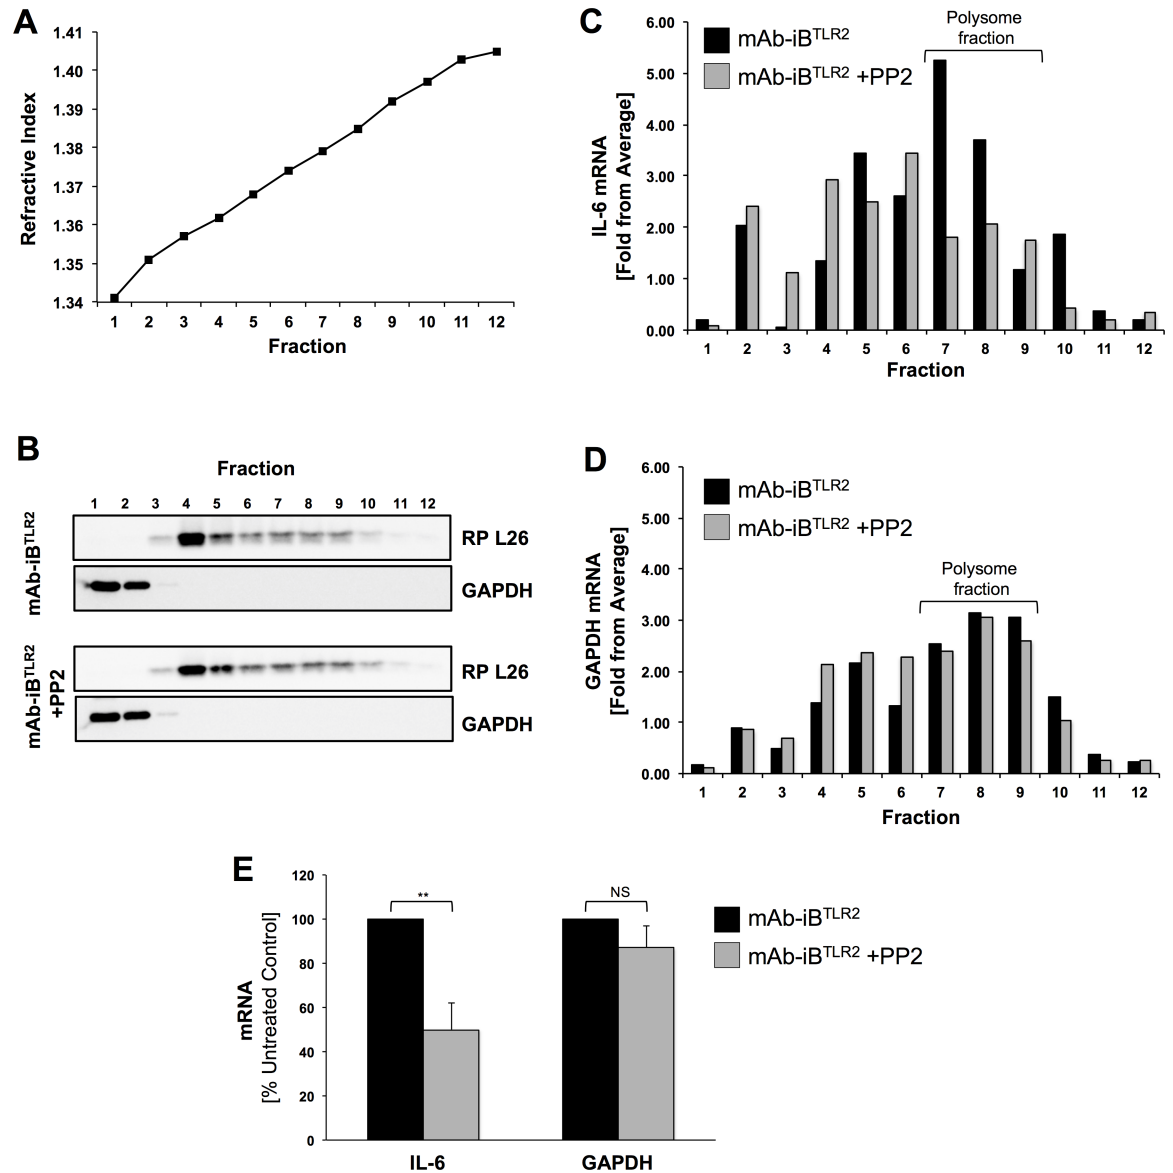 A
1.41
1.40
1.39
1.38
1.37
1.36
1.35
1.34
Refractive Index
1 2 3 4 5 6 7 8 9 10 11 12
Fraction
C
6.00
5.00
4.00
3.00
2.00
1.00
0.00
IL-6 mRNA
[Fold from Average]
mAb-iBTLR2
mAb-iBTLR2 +PP2
Polysome
fraction
1 2 3 4 5 6 7 8 9 10 11 12
Fraction
B
Fraction
1 2 3 4 5 6 7 8 9 10 11 12
mAb-iBTLR2
RP L26
GAPDH
mAb-iBTLR2
+PP2
RP L26
GAPDH
D
6.00
5.00
4.00
3.00
2.00
1.00
0.00
GAPDH mRNA
[Fold from Average]
mAb-iBTLR2
mAb-iBTLR2 +PP2
Polysome
fraction
1 2 3 4 5 6 7 8 9 10 11 12
Fraction
E
120
100
80
60
40
20
0
mRNA
[% Untreated Control]
**
NS
mAb-iBTLR2
mAb-iBTLR2 +PP2
IL-6 GAPDH